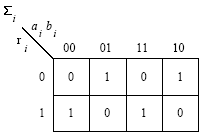 Σi
ai bi
ri
00 01 11 10
0 0 1 0 1
1 1 0 1 0